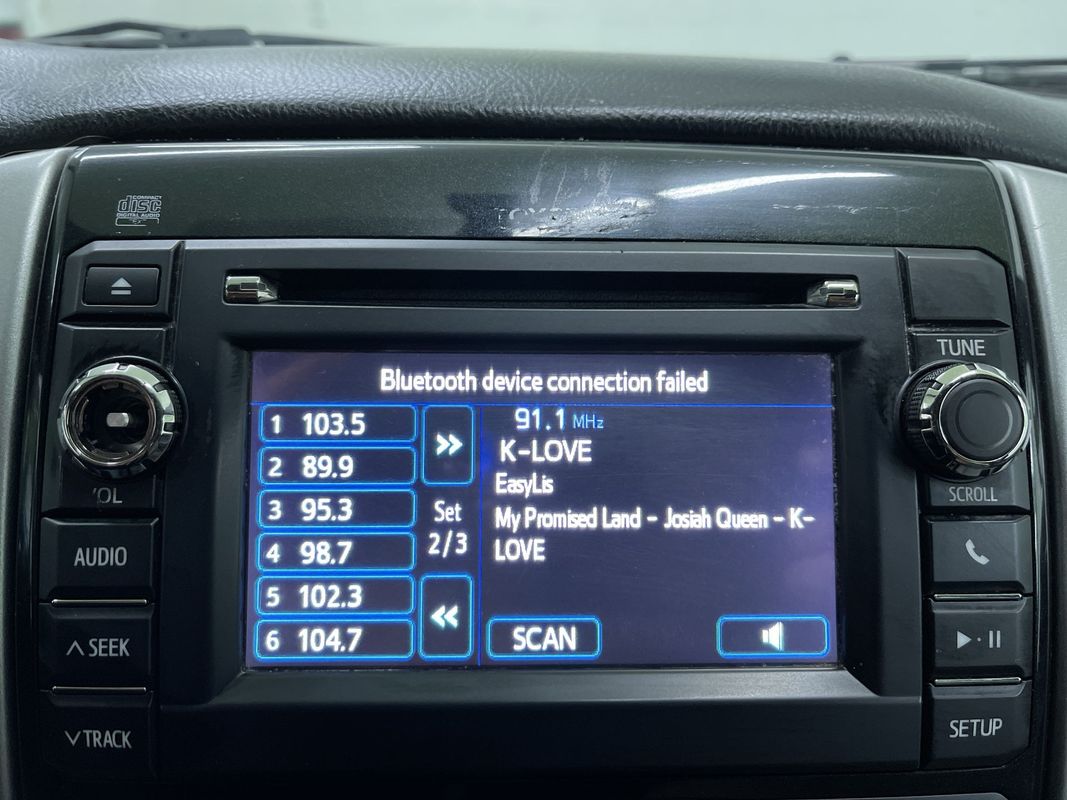 COMPACT
disc
DIGITAL AUDIO
TUNE
Bluetooth device connection failed
1 103.5
2 89.9
3 95.3
4 98.7
5 102.3
6 104.7
Set
2/3
91.1 MHz
K-LOVE
EasyLis
My Promised Land - Josiah Queen - K-
LOVE
SCAN
SCROLL
AUDIO
∧ SEEK
∨ TRACK
SETUP